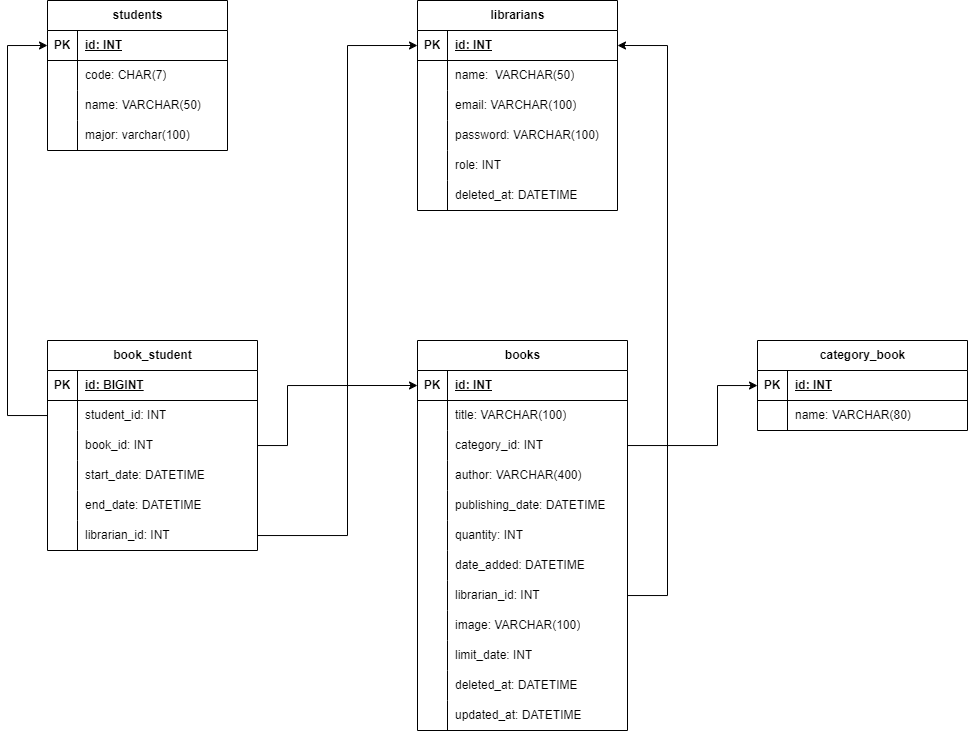 students
PK id: INT
code: CHAR(7)
name: VARCHAR(50)
major: varchar(100)
librarians
PK id: INT
name: VARCHAR(50)
email: VARCHAR(100)
password: VARCHAR(100)
role: INT
deleted_at: DATETIME
book_student
PK id: BIGINT
student_id: INT
book_id: INT
start_date: DATETIME
end_date: DATETIME
librarian_id: INT
books
PK id: INT
title: VARCHAR(100)
category_id: INT
author: VARCHAR(400)
publishing_date: DATETIME
quantity: INT
date_added: DATETIME
librarian_id: INT
image: VARCHAR(100)
limit_date: INT
deleted_at: DATETIME
updated_at: DATETIME
category_book
PK id: INT
name: VARCHAR(80)